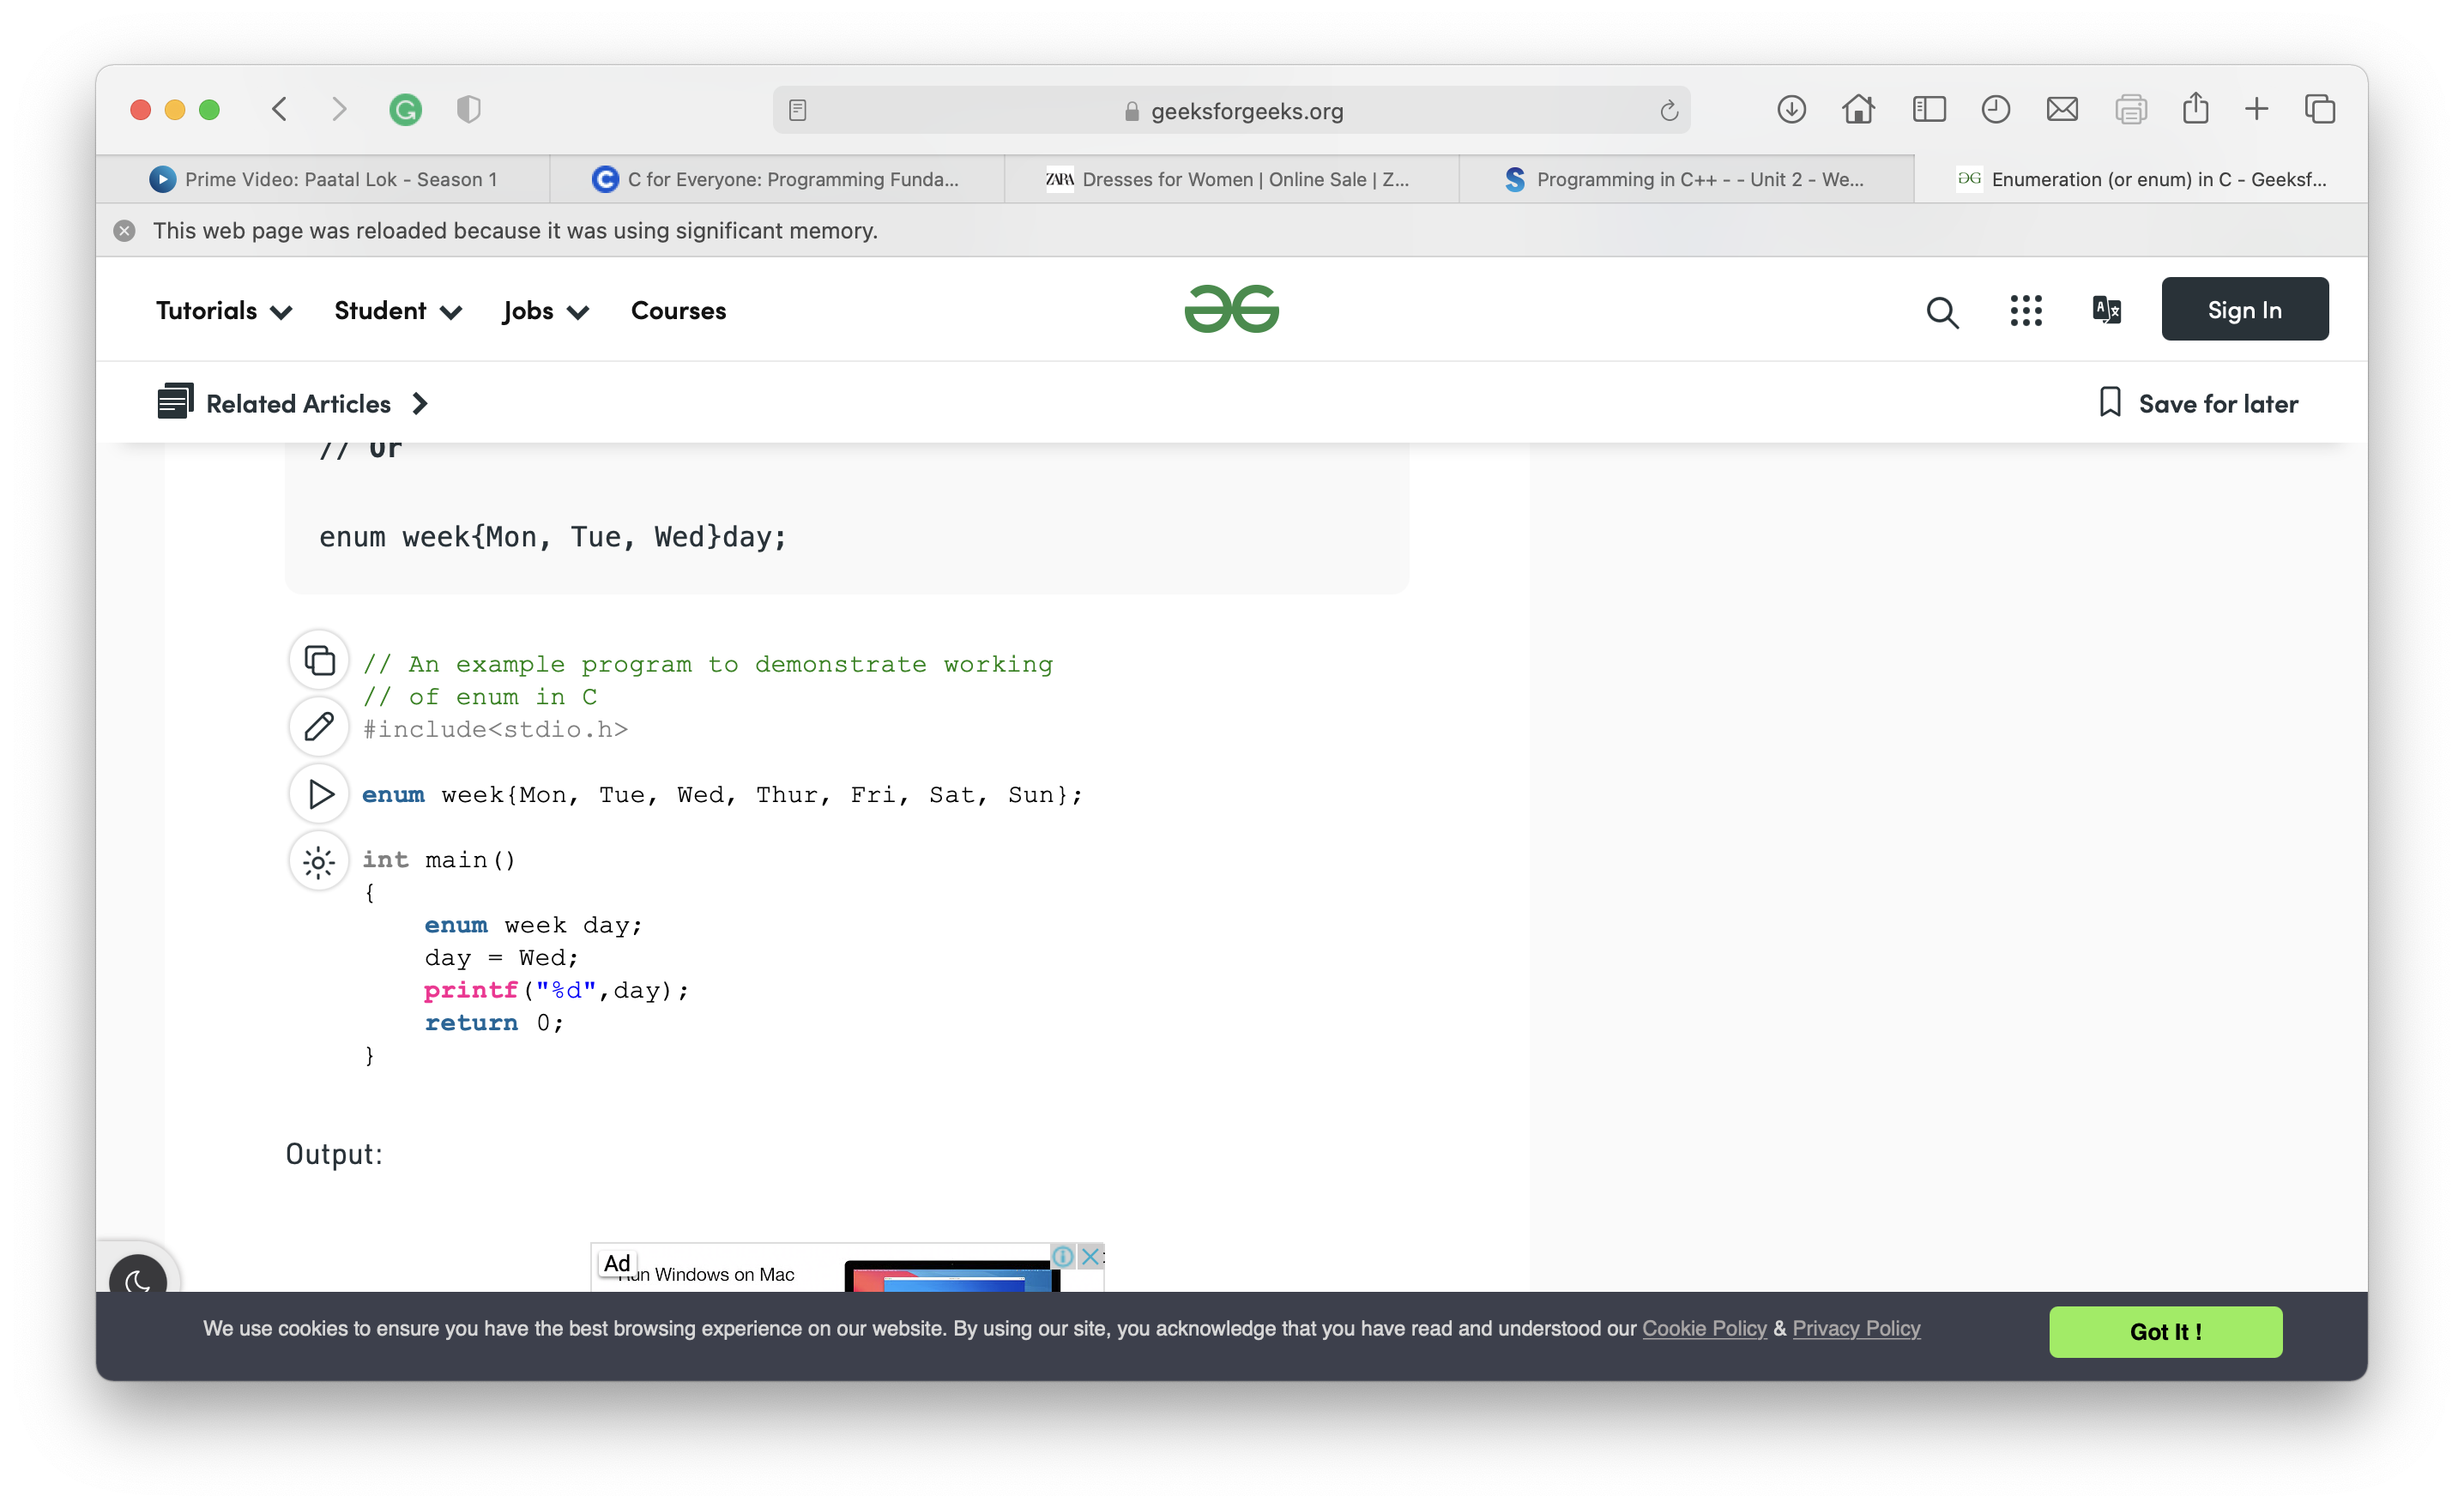 geeksforgeeks.org
Prime Video: Paatal Lok - Season 1
C for Everyone: Programming Funda...
ZARA Dresses for Women | Online Sale | Z...
Programming in C++ - - Unit 2 - We...
Enumeration (or enum) in C - Geeksf...
This web page was reloaded because it was using significant memory.
Tutorials
Student
Jobs
Courses
Sign In
Related Articles
Save for later
// Or
enum week{Mon, Tue, Wed}day;
// An example program to demonstrate working
// of enum in C
#include<stdio.h>
enum week{Mon, Tue, Wed, Thur, Fri, Sat, Sun};
int main()
{
enum week day;
day = Wed;
printf("%d",day);
return 0;
}
Output:
Ad
Run Windows on Mac
We use cookies to ensure you have the best browsing experience on our website. By using our site, you acknowledge that you have read and understood our Cookie Policy & Privacy Policy
Got It !